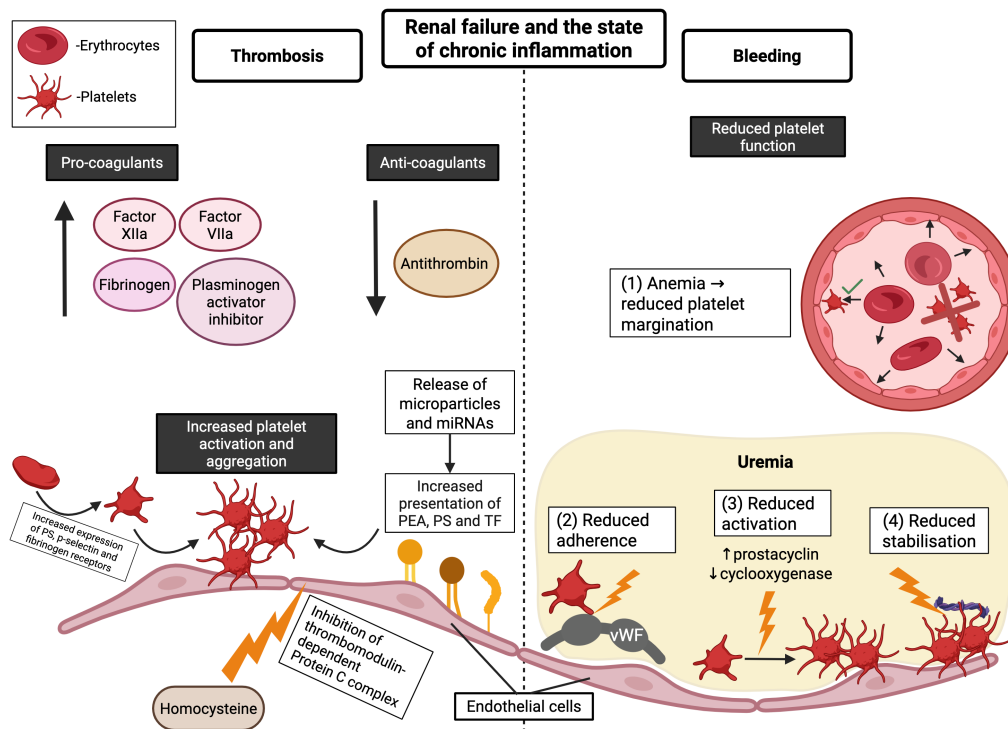 Renal failure and the state
of chronic inflammation
-Erythrocytes
-Platelets
Thrombosis
Bleeding
Pro-coagulants
Anti-coagulants
Factor
XIIa
Factor
VIIa
Fibrinogen
Plasminogen
activator
inhibitor
Antithrombin
Release of
microparticles
and miRNAs
Increased
presentation of
PEA, PS and TF
Increased platelet
activation and
aggregation
Increased expression
of PS, p-selectin and
fibrinogen receptors
Inhibition of
thrombomodulin-
dependent
Protein C complex
Homocysteine
Endothelial cells
Reduced platelet
function
(1) Anemia →
reduced platelet
margination
Uremia
(2) Reduced
adherence
vWF
(3) Reduced
activation
↑prostacyclin
↓cyclooxygenase
(4) Reduced
stabilisation